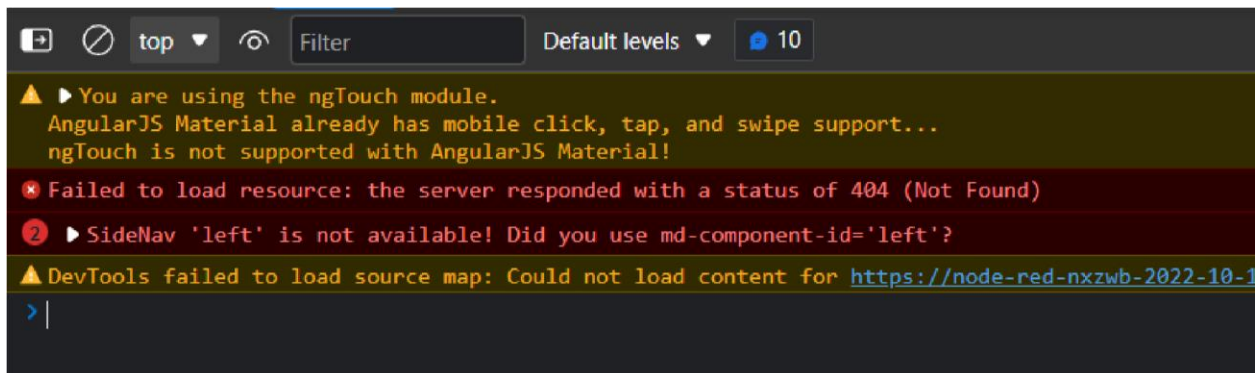 top Filter Default levels 10
You are using the ngTouch module.
AngularJS Material already has mobile click, tap, and swipe support...
ngTouch is not supported with AngularJS Material!
Failed to load resource: the server responded with a status of 404 (Not Found)
2 SideNav 'left' is not available! Did you use md-component-id='left'?
DevTools failed to load source map: Could not load content for https://node-red-nxzwb-2022-10-1